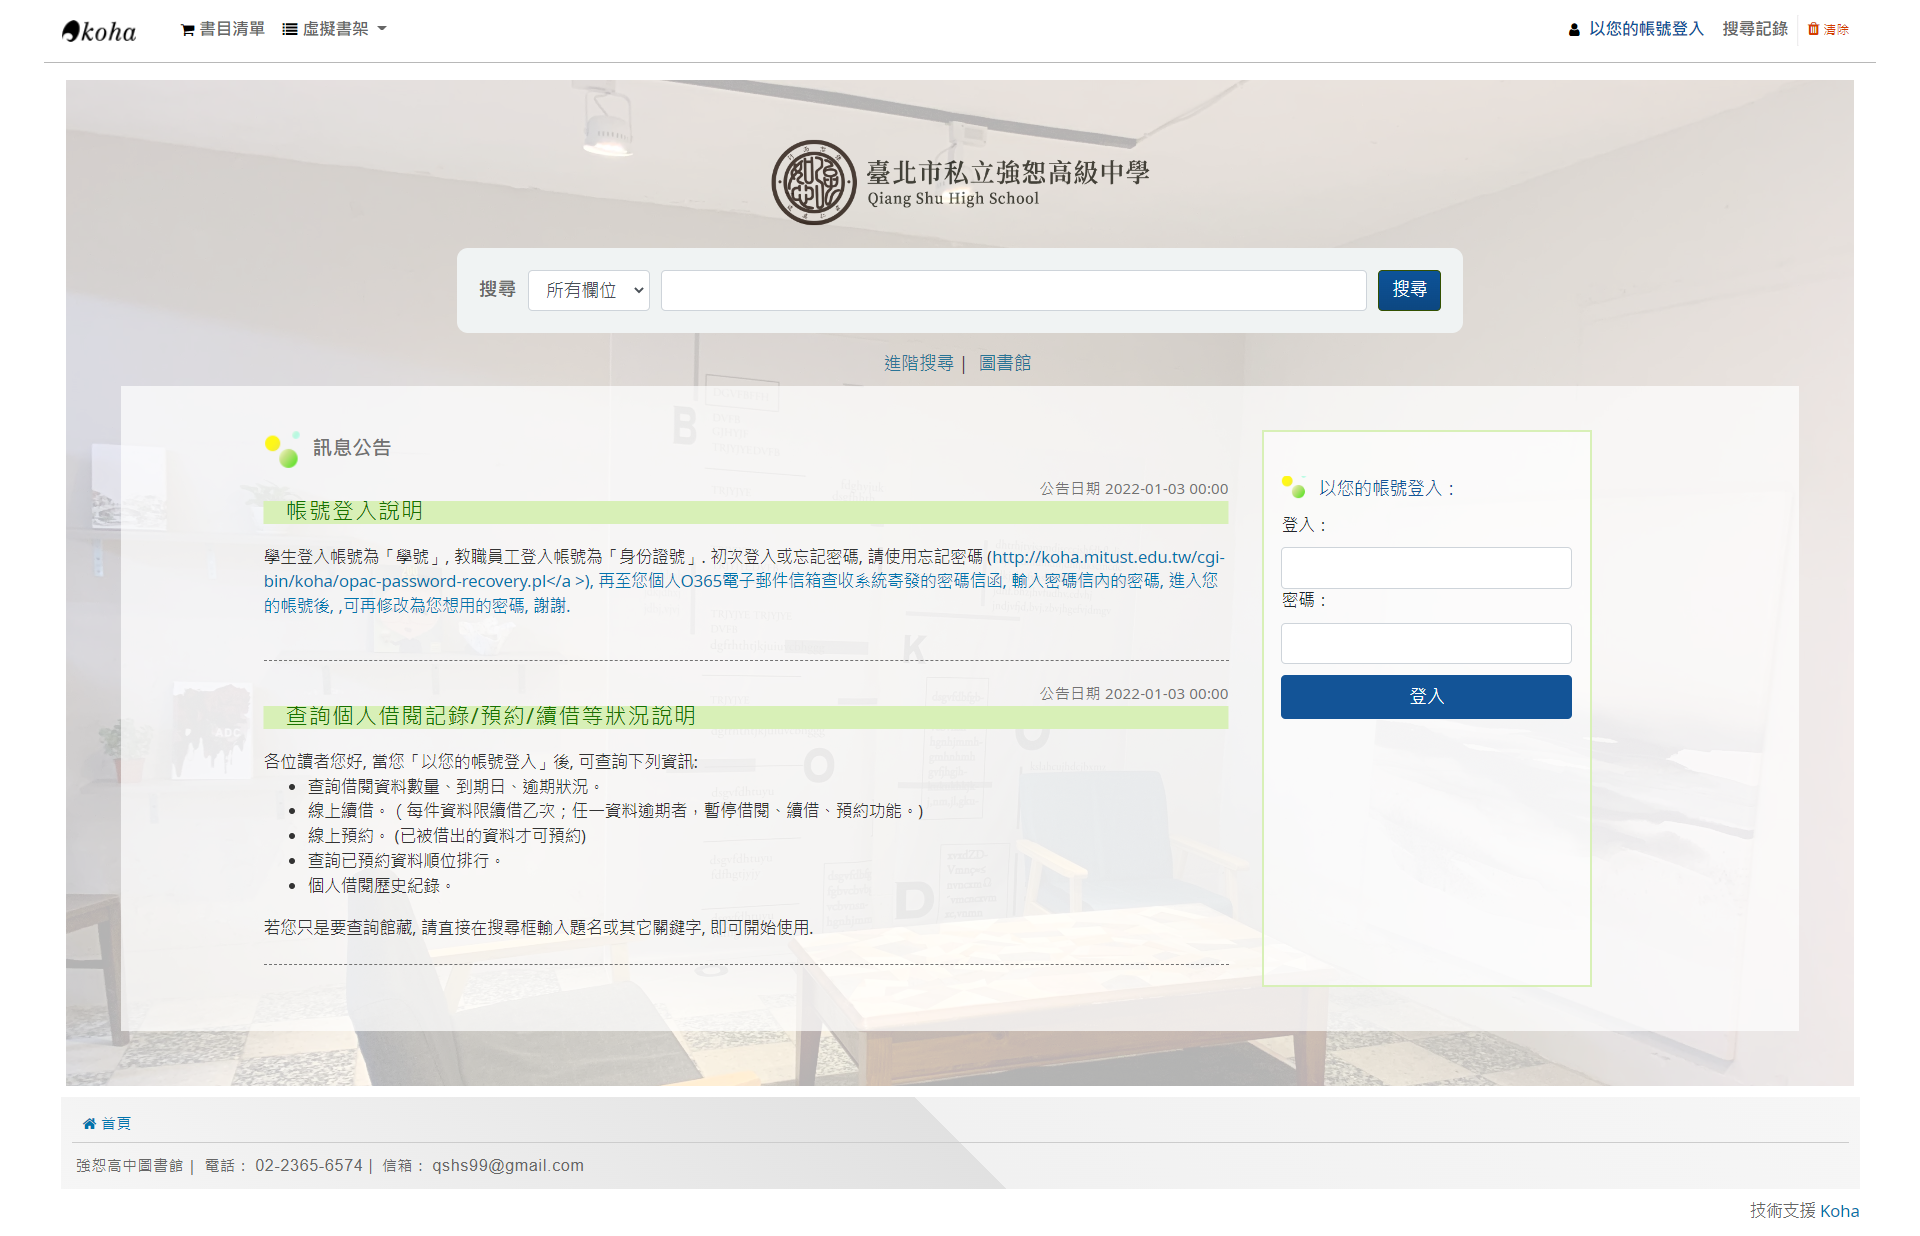 koha 書目清單 虛擬書架 以您的帳號登入 搜尋記錄 清除
臺北市私立強恕高級中學
Qiang Shu High School
搜尋 所有欄位 搜尋
進階搜尋 | 圖書館
訊息公告
公告日期 2022-01-03 00:00
帳號登入說明
學生登入帳號為「學號」, 教職員工登入帳號為「身份證號」. 初次登入或忘記密碼, 請使用忘記密碼 (http://koha.mitust.edu.tw/cgi-
bin/koha/opac-password-recovery.pl</a >), 再至您個人O365電子郵件信箱查收系統寄發的密碼信函, 輸入密碼信內的密碼, 進入您
的帳號後, ,可再修改為您想用的密碼, 謝謝.
公告日期 2022-01-03 00:00
查詢個人借閱記錄/預約/續借等狀況說明
各位讀者您好, 當您「以您的帳號登入」後, 可查詢下列資訊:
查詢借閱資料數量、到期日、逾期狀況。
線上續借。 ( 每件資料限續借乙次；任一資料逾期者，暫停借閱、續借、預約功能。)
線上預約。 (已被借出的資料才可預約)
查詢已預約資料順位排行。
個人借閱歷史紀錄。
若您只是要查詢館藏, 請直接在搜尋框輸入題名或其它關鍵字, 即可開始使用.
以您的帳號登入：
登入：
密碼：
登入
首頁
強恕高中圖書館 | 電話： 02-2365-6574 | 信箱： qshs99@gmail.com
技術支援 Koha